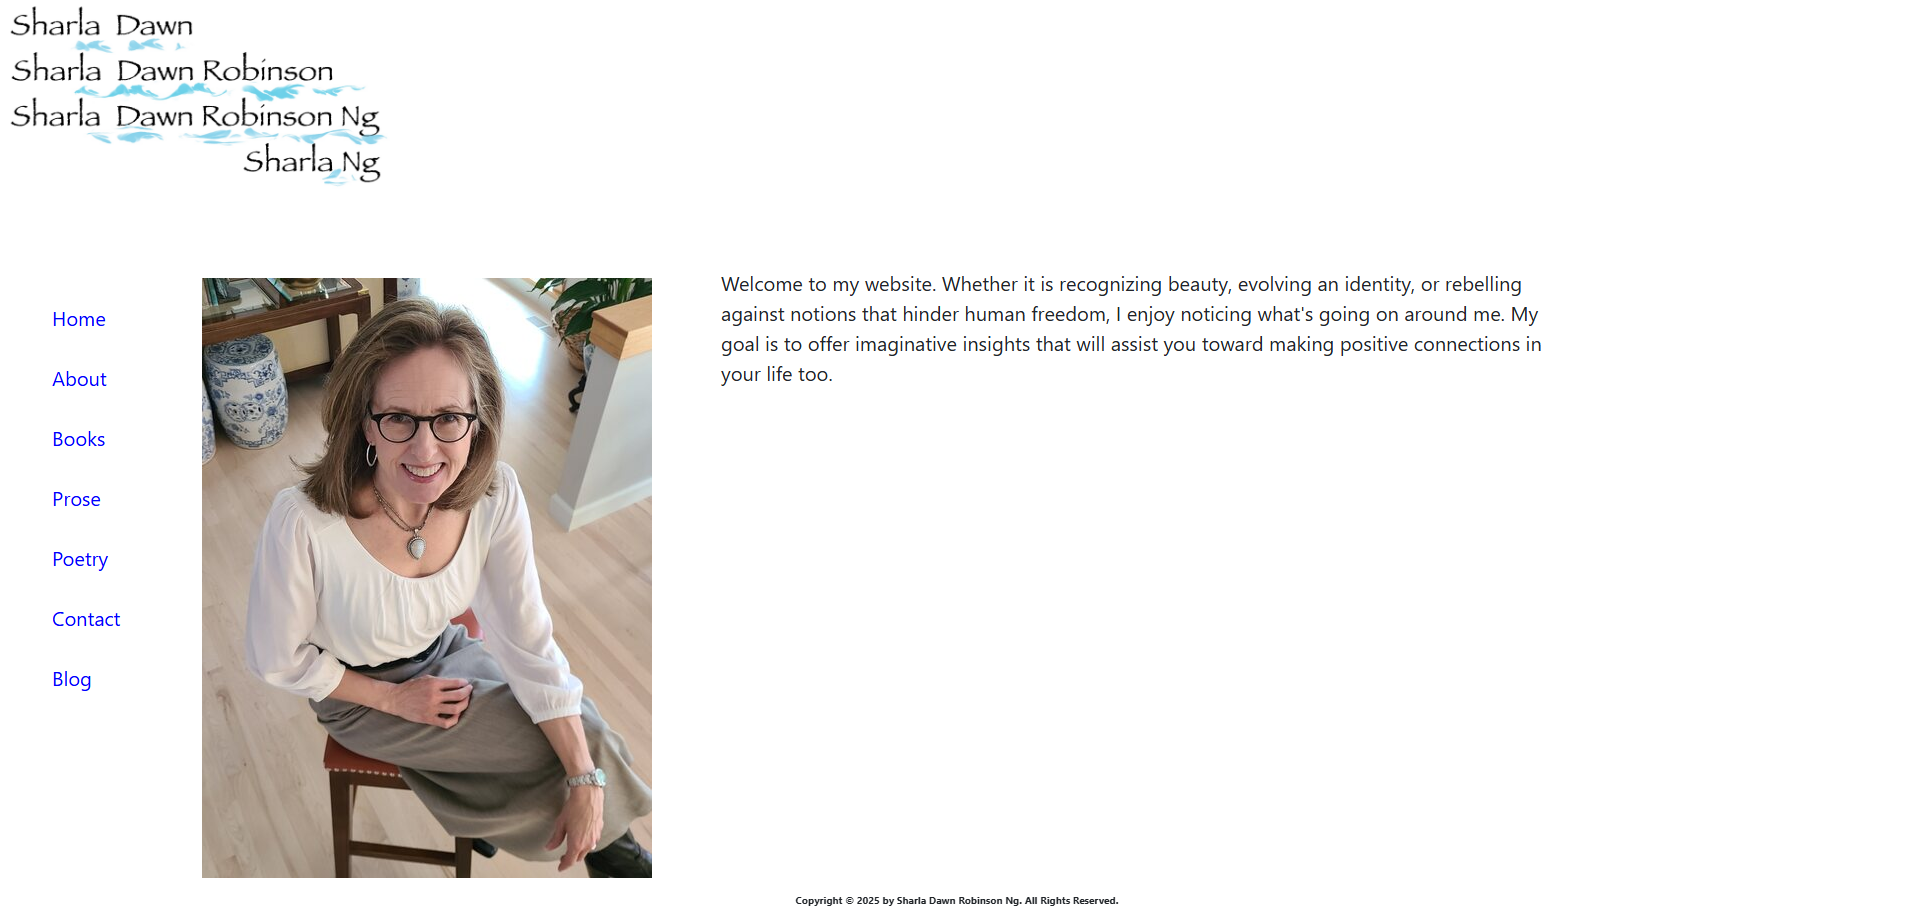 Sharla Dawn
Sharla Dawn Robinson
Sharla Dawn Robinson Ng
Sharla Ng
Home
About
Books
Prose
Poetry
Contact
Blog
Welcome to my website. Whether it is recognizing beauty, evolving an identity, or rebelling
against notions that hinder human freedom, I enjoy noticing what's going on around me. My
goal is to offer imaginative insights that will assist you toward making positive connections in
your life too.
Copyright © 2025 by Sharla Dawn Robinson Ng. All Rights Reserved.